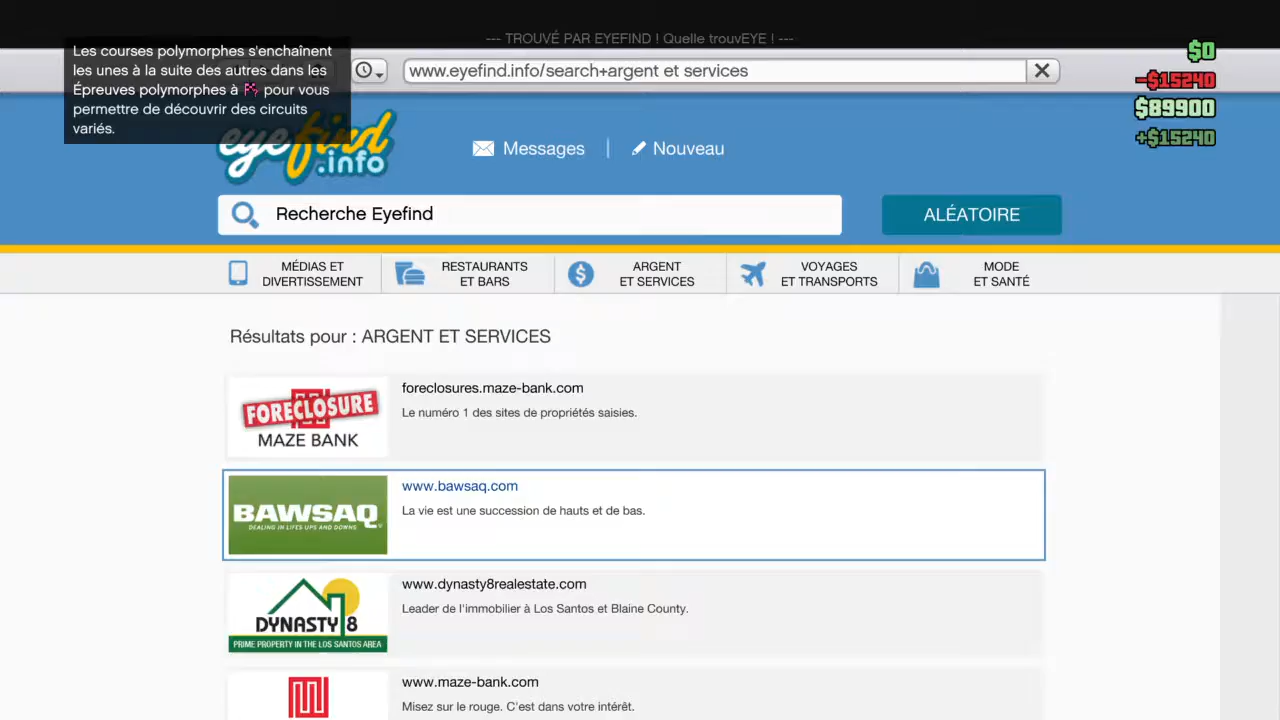 --- TROUVÉ PAR EYEFIND ! Quelle trouvEYE ! ---
Les courses polymorphes s'enchaînent
les unes à la suite des autres dans les
Épreuves polymorphes à pour vous
permettre de découvrir des circuits
variés.
www.eyefind.info/search+argent et services
$0
-$15240
$89900
+$15240
eyefind
.info
Messages
Nouveau
Recherche Eyefind
ALÉATOIRE
MÉDIAS ET
DIVERTISSEMENT
RESTAURANTS
ET BARS
ARGENT
ET SERVICES
VOYAGES
ET TRANSPORTS
MODE
ET SANTÉ
Résultats pour : ARGENT ET SERVICES
FORECLOSURE
MAZE BANK
foreclosures.maze-bank.com
Le numéro 1 des sites de propriétés saisies.
BAWSAQ
DEALING IN LIFES UPS AND DOWNS
www.bawsaq.com
La vie est une succession de hauts et de bas.
DYNASTY 8
PRIME PROPERTY IN THE LOS SANTOS AREA
www.dynasty8realestate.com
Leader de l'immobilier à Los Santos et Blaine County.
www.maze-bank.com
Misez sur le rouge. C'est dans votre intérêt.